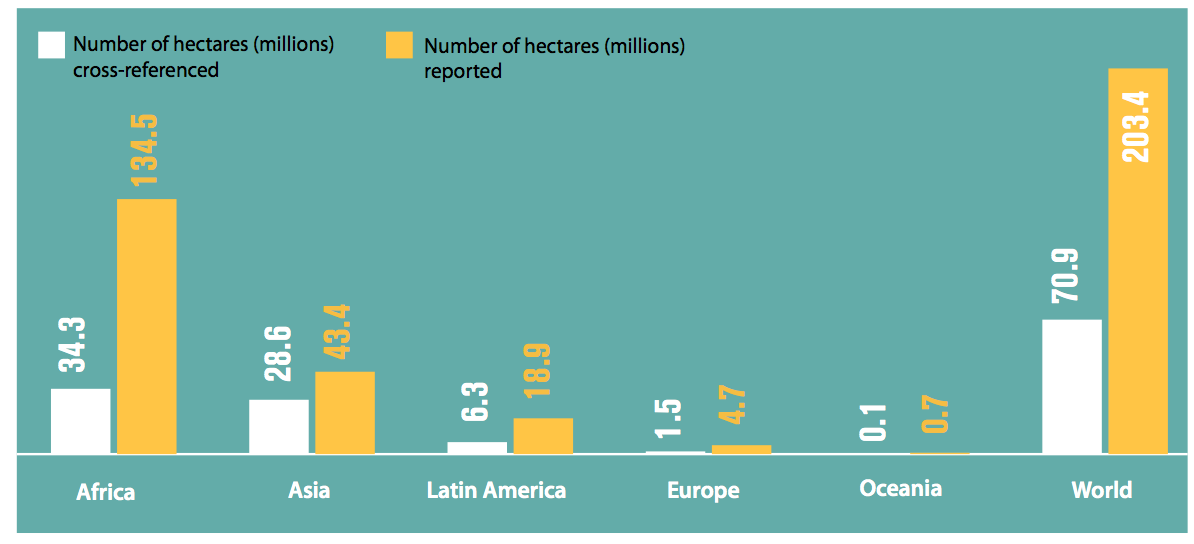 Number of hectares (millions)
cross-referenced
Number of hectares (millions)
reported
34.3
134.5
28.6
43.4
6.3
18.9
1.5
4.7
0.1
0.7
70.9
203.4
Africa
Asia
Latin America
Europe
Oceania
World